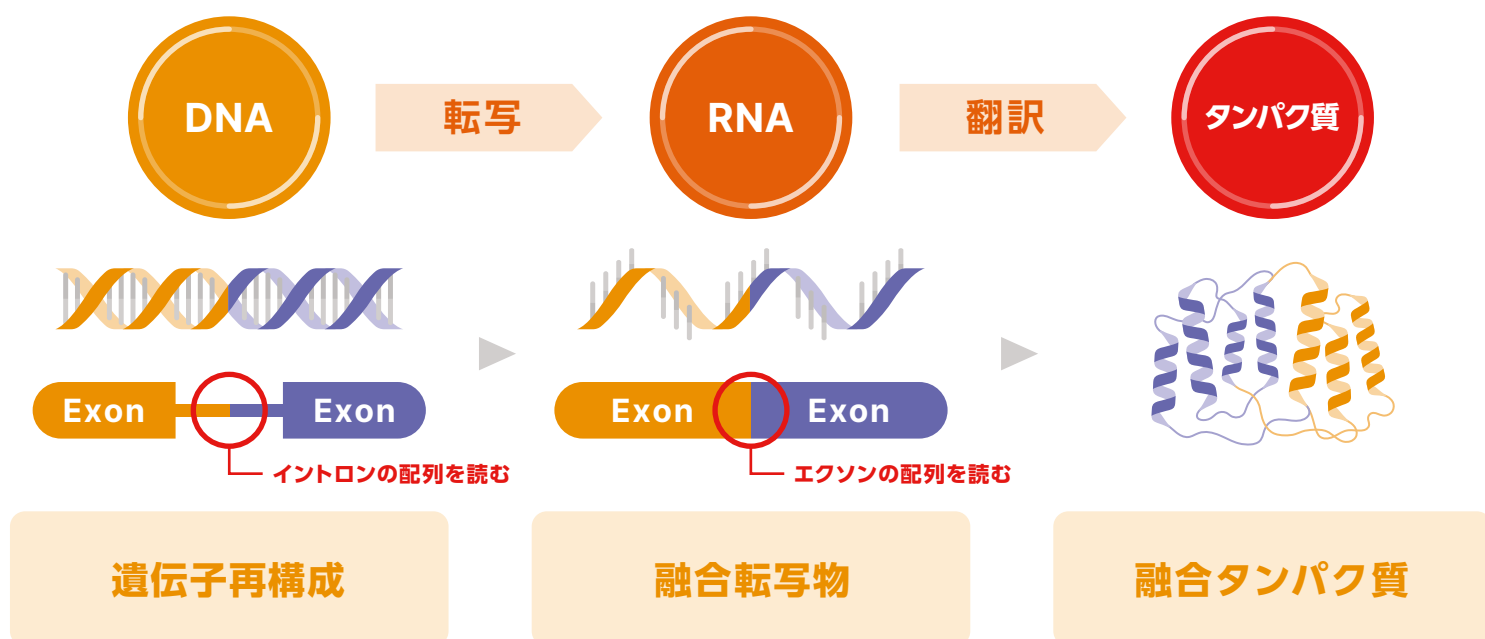 DNA
転写
RNA
翻訳
タンパク質
Exon
Exon
イントロンの配列を読む
Exon
Exon
エクソンの配列を読む
遺伝子再構成
融合転写物
融合タンパク質